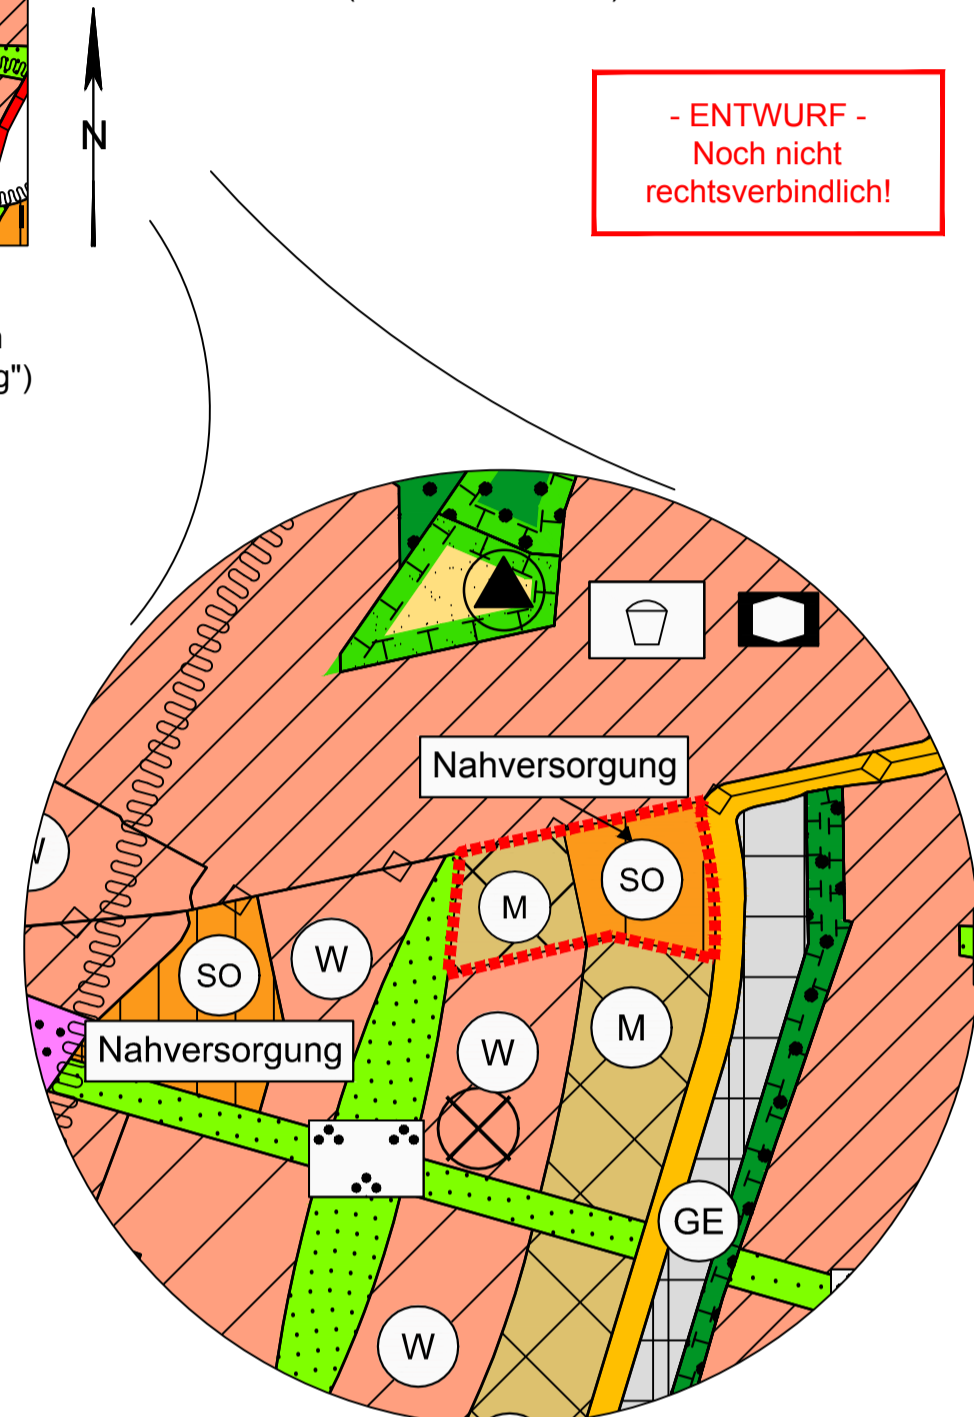 N
- ENTWURF -
Noch nicht
rechtsverbindlich!
g")
Nahversorgung
SO
M
W
SO
M
Nahversorgung
W
GE
W